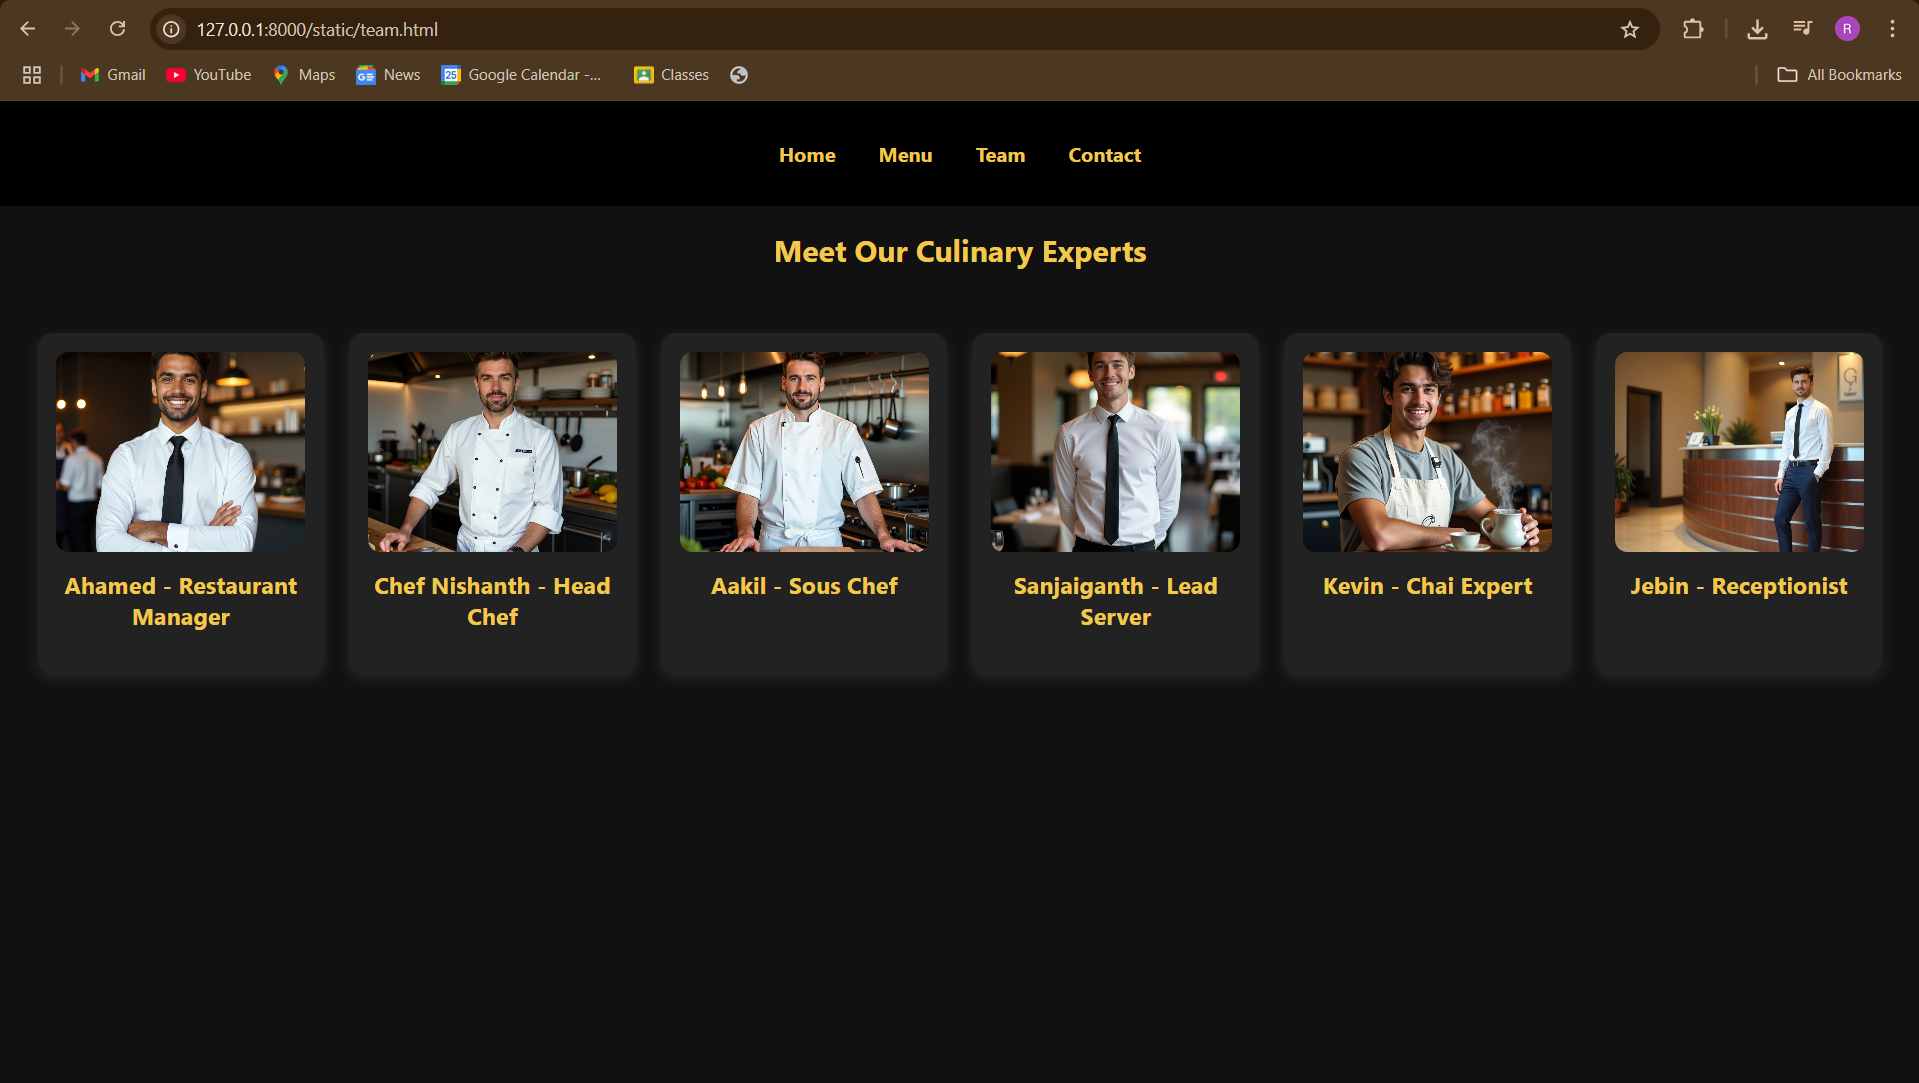 127.0.0.1:8000/static/team.html
R
Gmail
YouTube
Maps
News
Google Calendar -...
Classes
All Bookmarks
Home
Menu
Team
Contact
Meet Our Culinary Experts
Ahamed - Restaurant
Manager
Chef Nishanth - Head
Chef
Aakil - Sous Chef
Sanjaiganth - Lead
Server
Kevin - Chai Expert
Jebin - Receptionist